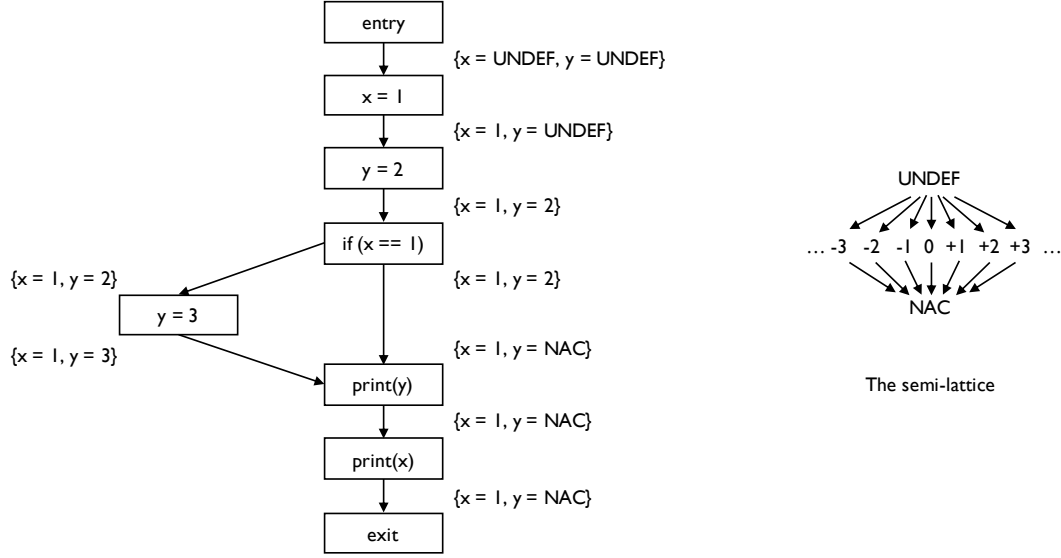 entry
{x = UNDEF, y = UNDEF}
x = 1
{x = 1, y = UNDEF}
y = 2
{x = 1, y = 2}
if (x == 1)
{x = 1, y = 2}
{x = 1, y = 2}
y = 3
{x = 1, y = 3}
{x = 1, y = NAC}
print(y)
{x = 1, y = NAC}
print(x)
{x = 1, y = NAC}
exit
UNDEF
... -3 -2 -1 0 +1 +2 +3 ...
NAC
The semi-lattice